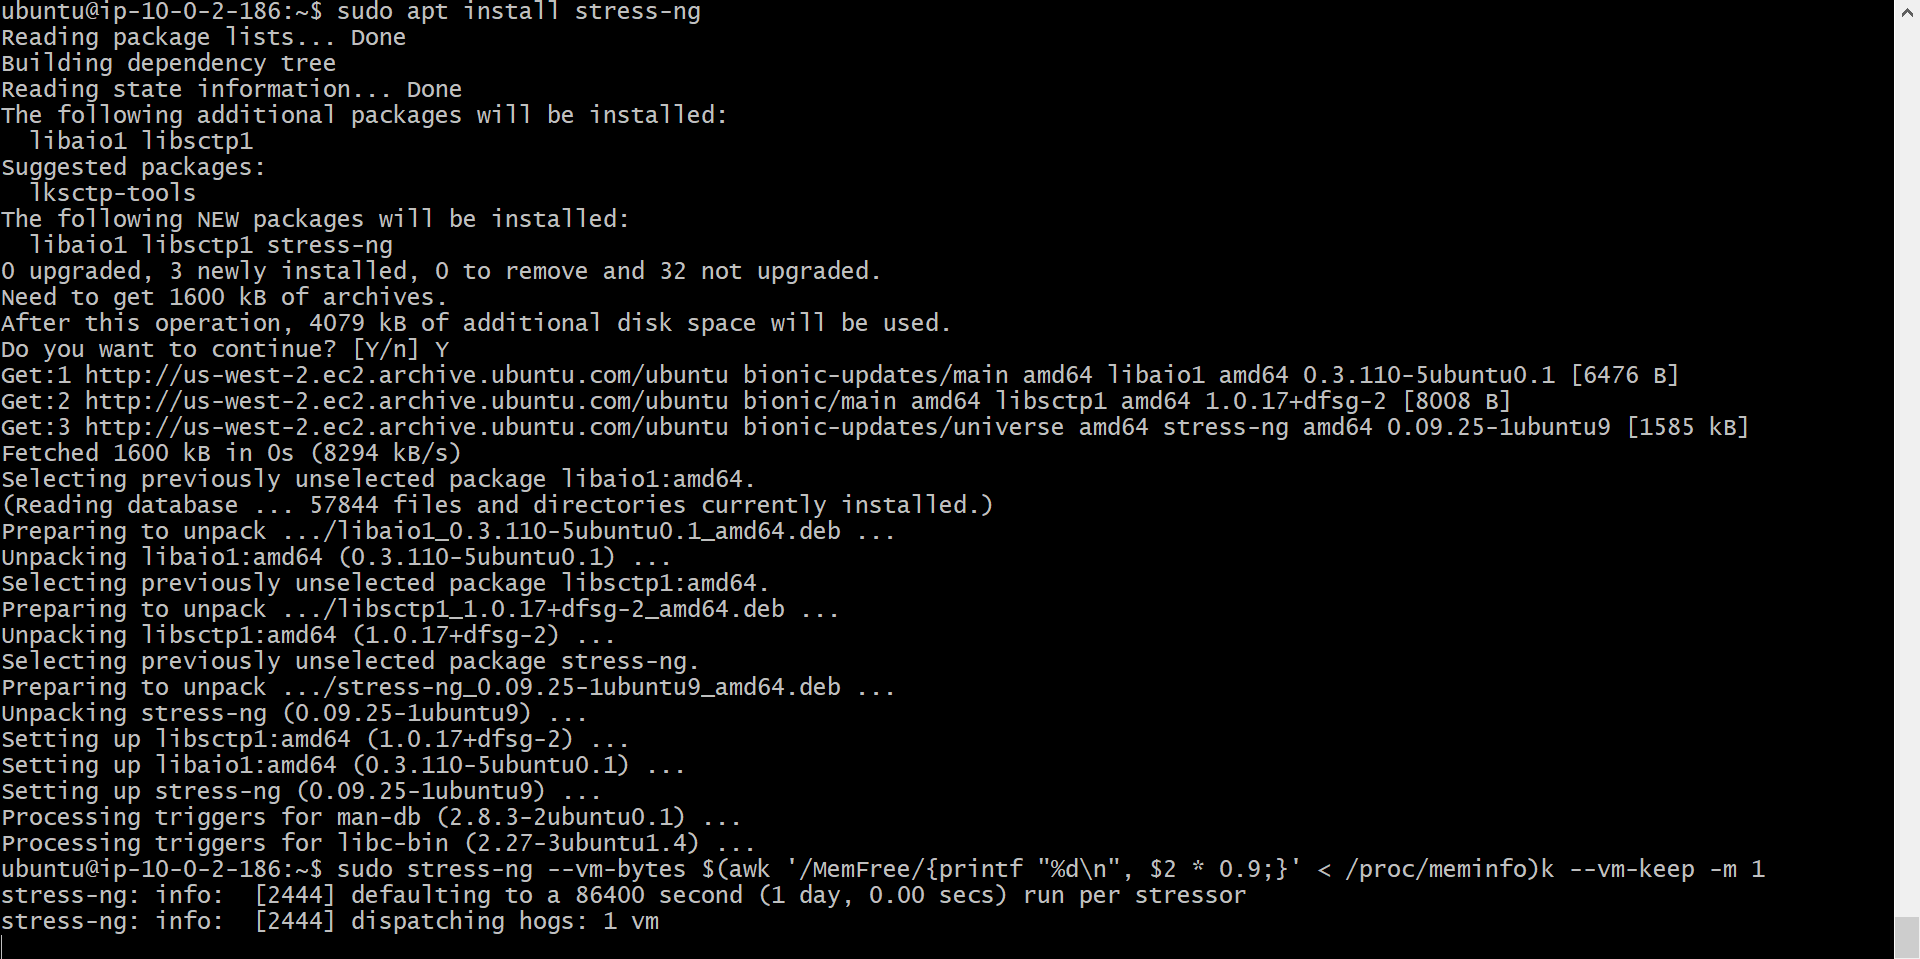 ubuntu@ip-10-0-2-186:~$ sudo apt install stress-ng
Reading package lists... Done
Building dependency tree
Reading state information... Done
The following additional packages will be installed:
  libaio1 libsctp1
Suggested packages:
  lksctp-tools
The following NEW packages will be installed:
  libaio1 libsctp1 stress-ng
0 upgraded, 3 newly installed, 0 to remove and 32 not upgraded.
Need to get 1600 kB of archives.
After this operation, 4079 kB of additional disk space will be used.
Do you want to continue? [Y/n] Y
Get:1 http://us-west-2.ec2.archive.ubuntu.com/ubuntu bionic-updates/main amd64 libaio1 amd64 0.3.110-5ubuntu0.1 [6476 B]
Get:2 http://us-west-2.ec2.archive.ubuntu.com/ubuntu bionic/main amd64 libsctp1 amd64 1.0.17+dfsg-2 [8008 B]
Get:3 http://us-west-2.ec2.archive.ubuntu.com/ubuntu bionic-updates/universe amd64 stress-ng amd64 0.09.25-1ubuntu9 [1585 kB]
Fetched 1600 kB in 0s (8294 kB/s)
Selecting previously unselected package libaio1:amd64.
(Reading database ... 57844 files and directories currently installed.)
Preparing to unpack .../libaio1_0.3.110-5ubuntu0.1_amd64.deb ...
Unpacking libaio1:amd64 (0.3.110-5ubuntu0.1) ...
Selecting previously unselected package libsctp1:amd64.
Preparing to unpack .../libsctp1_1.0.17+dfsg-2_amd64.deb ...
Unpacking libsctp1:amd64 (1.0.17+dfsg-2) ...
Selecting previously unselected package stress-ng.
Preparing to unpack .../stress-ng_0.09.25-1ubuntu9_amd64.deb ...
Unpacking stress-ng (0.09.25-1ubuntu9) ...
Setting up libsctp1:amd64 (1.0.17+dfsg-2) ...
Setting up libaio1:amd64 (0.3.110-5ubuntu0.1) ...
Setting up stress-ng (0.09.25-1ubuntu9) ...
Processing triggers for man-db (2.8.3-2ubuntu0.1) ...
Processing triggers for libc-bin (2.27-3ubuntu1.4) ...
ubuntu@ip-10-0-2-186:~$ sudo stress-ng --vm-bytes $(awk '/MemFree/{printf "%d\n", $2 * 0.9;}' < /proc/meminfo)k --vm-keep -m 1
stress-ng: info:  [2444] defaulting to a 86400 second (1 day, 0.00 secs) run per stressor
stress-ng: info:  [2444] dispatching hogs: 1 vm